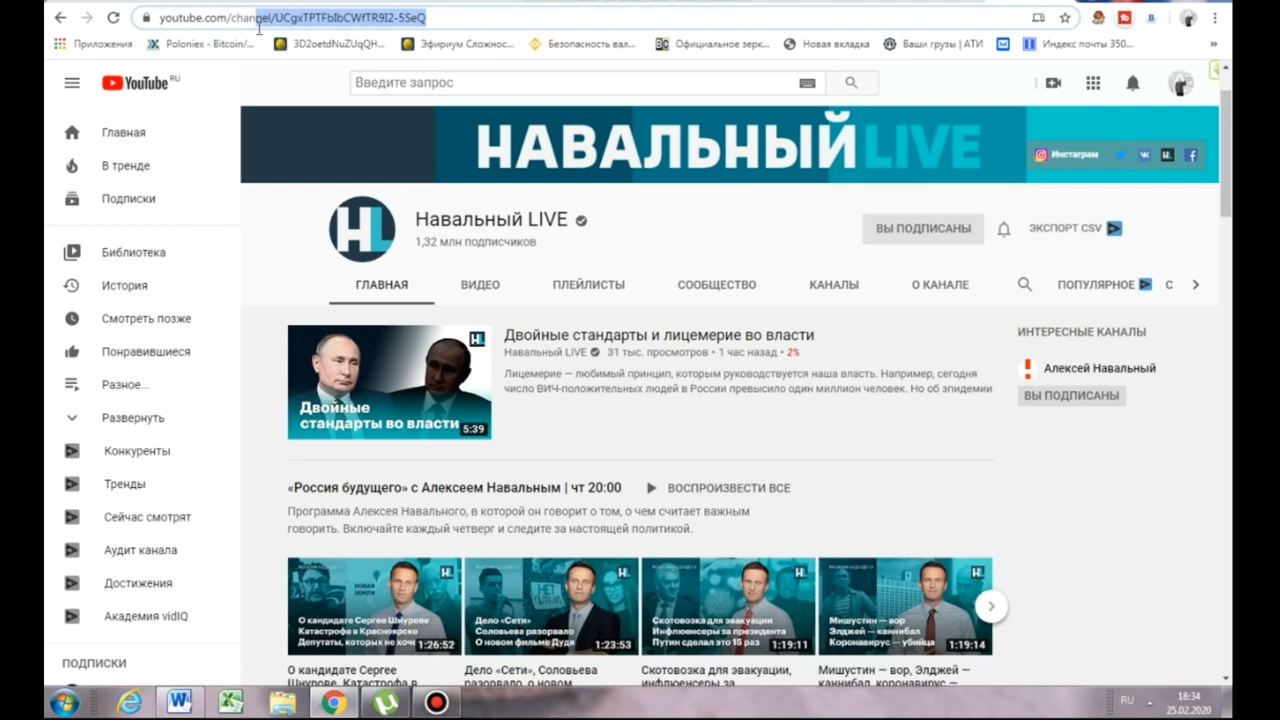 youtube.com/channel/UCgxTPTFbIbCWfTR9I2-5SeQ
Приложения Poloniex - Bitcoin/... 3D2oetdNuZUqQH... Эфириум Сложнос... Безопасность вал... Официальное зерк... Новая вкладка Ваши грузы | АТИ Индекс почты 350... »
YouTube RU
Введите запрос
НАВАЛЬНЫЙ LIVE
Инстаграм
Главная
В тренде
Подписки
Библиотека
История
Смотреть позже
Понравившиеся
Разное...
Развернуть
Конкуренты
Тренды
Сейчас смотрят
Аудит канала
Достижения
Академия vidIQ
ПОДПИСКИ
HL
Навальный LIVE
1,32 млн подписчиков
ВЫ ПОДПИСАНЫ
ЭКСПОРТ CSV
ГЛАВНАЯ ВИДЕО ПЛЕЙЛИСТЫ СООБЩЕСТВО КАНАЛЫ О КАНАЛЕ ПОПУЛЯРНОЕ С
Двойные
стандарты во власти
5:39
Двойные стандарты и лицемерие во власти
Навальный LIVE 31 тыс. просмотров • 1 час назад • 2%
Лицемерие — любимый принцип, которым руководствуется наша власть. Например, сегодня
число ВИЧ-положительных людей в России превысило один миллион человек. Но об эпидемии
ИНТЕРЕСНЫЕ КАНАЛЫ
Алексей Навальный
ВЫ ПОДПИСАНЫ
«Россия будущего» с Алексеем Навальным | чт 20:00 ВОСПРОИЗВЕСТИ ВСЕ
Программа Алексея Навального, в которой он говорит о том, о чем считает важным
говорить. Включайте каждый четверг и следите за настоящей политикой.
О кандидате Сергее Шнурове
Катастрофа в Красноярске
Депутаты, которых не
1:26:52
Дело «Сети»
Соловьева разорвало
О новом фильме Дудя
1:23:53
Скотовозка для эвакуации
Инфлюенсеры за президента
Путин сделал это 15 раз
1:19:11
Мишустин — вор
Элджей — каннибал
Коронавирус — убийца
1:19:14
О кандидате Сергее
Шнурове, Катастрофа в
Дело «Сети», Соловьева
разорвало, о новом
Скотовозка для эвакуации,
инфлюенсеры за
Мишустин — вор, Элджей —
каннибал, коронавирус —
RU
18:34
25.02.2020